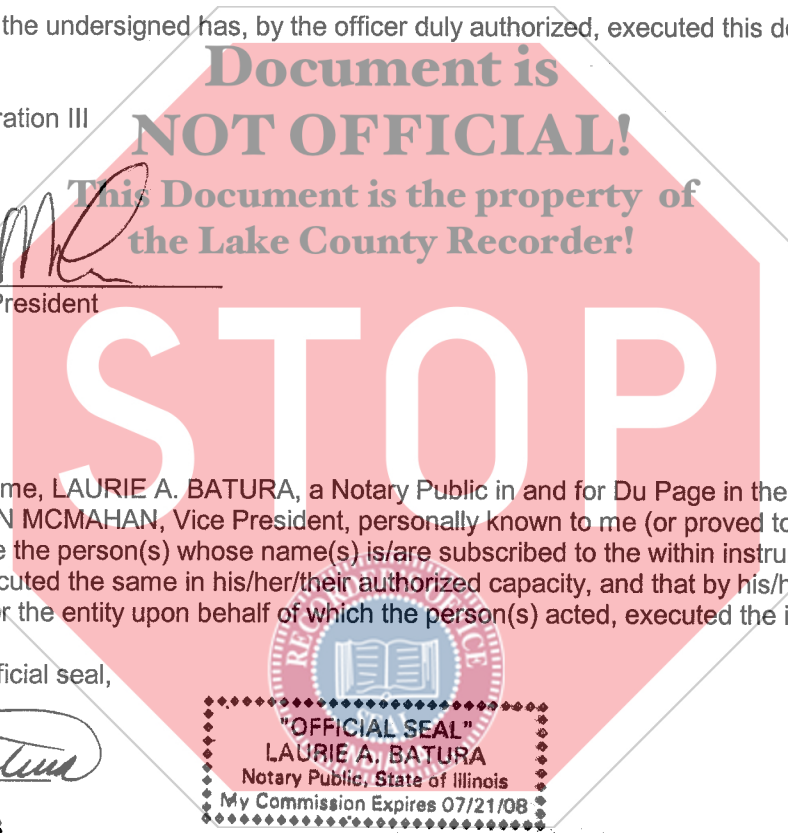 the undersigned has, by the officer duly authorized, executed this de
Document is
ration III
NOT OFFICIAL!
This Document is the property of
the Lake County Recorder!
President
STOP
me, LAURIE A. BATURA, a Notary Public in and for Du Page in the
N MCMAHAN, Vice President, personally known to me (or proved to
e the person(s) whose name(s) is/are subscribed to the within instru
cuted the same in his/her/their authorized capacity, and that by his/h
or the entity upon behalf of which the person(s) acted, executed the i
ficial seal,
SEAL
"OFFICIAL SEAL"
LAURIE A. BATURA
Notary Public, State of Illinois
My Commission Expires 07/21/08